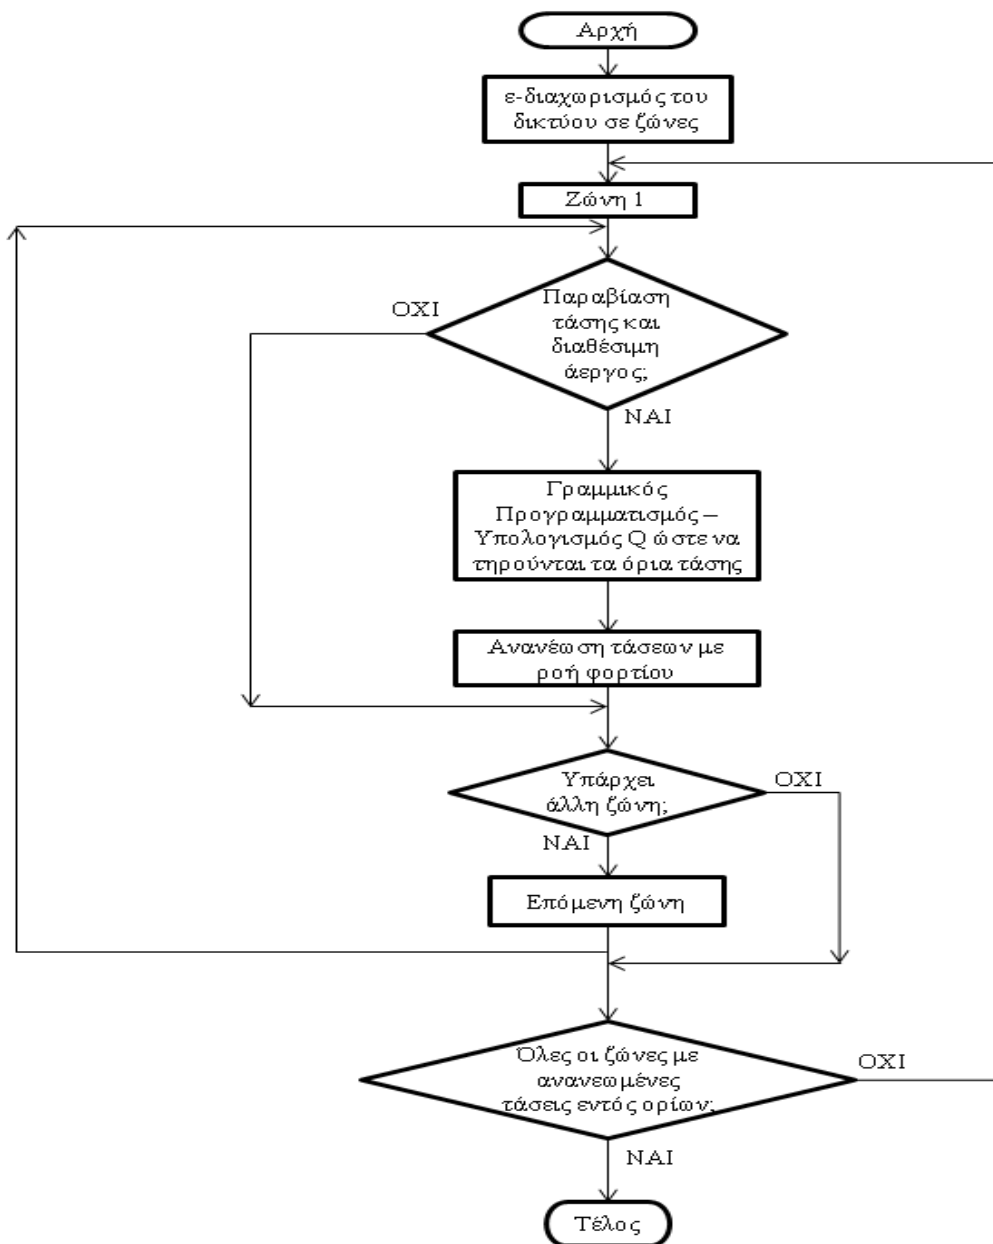 Αρχή
ε-διαχωρισμός του
δικτύου σε ζώνες
Ζώνη 1
ΟΧΙ
Παραβίαση
τάσης και
διαθέσιμη
άεργος;
ΝΑΙ
Γραμμικός
Προγραμματισμός –
Υπολογισμός Q ώστε να
τηρούνται τα όρια τάσης
Ανανέωση τάσεων με
ροή φορτίου
Υπάρχει
άλλη ζώνη;
ΟΧΙ
ΝΑΙ
Επόμενη ζώνη
Όλες οι ζώνες με
ανανεωμένες
τάσεις εντός ορίων;
ΟΧΙ
ΝΑΙ
Τέλος